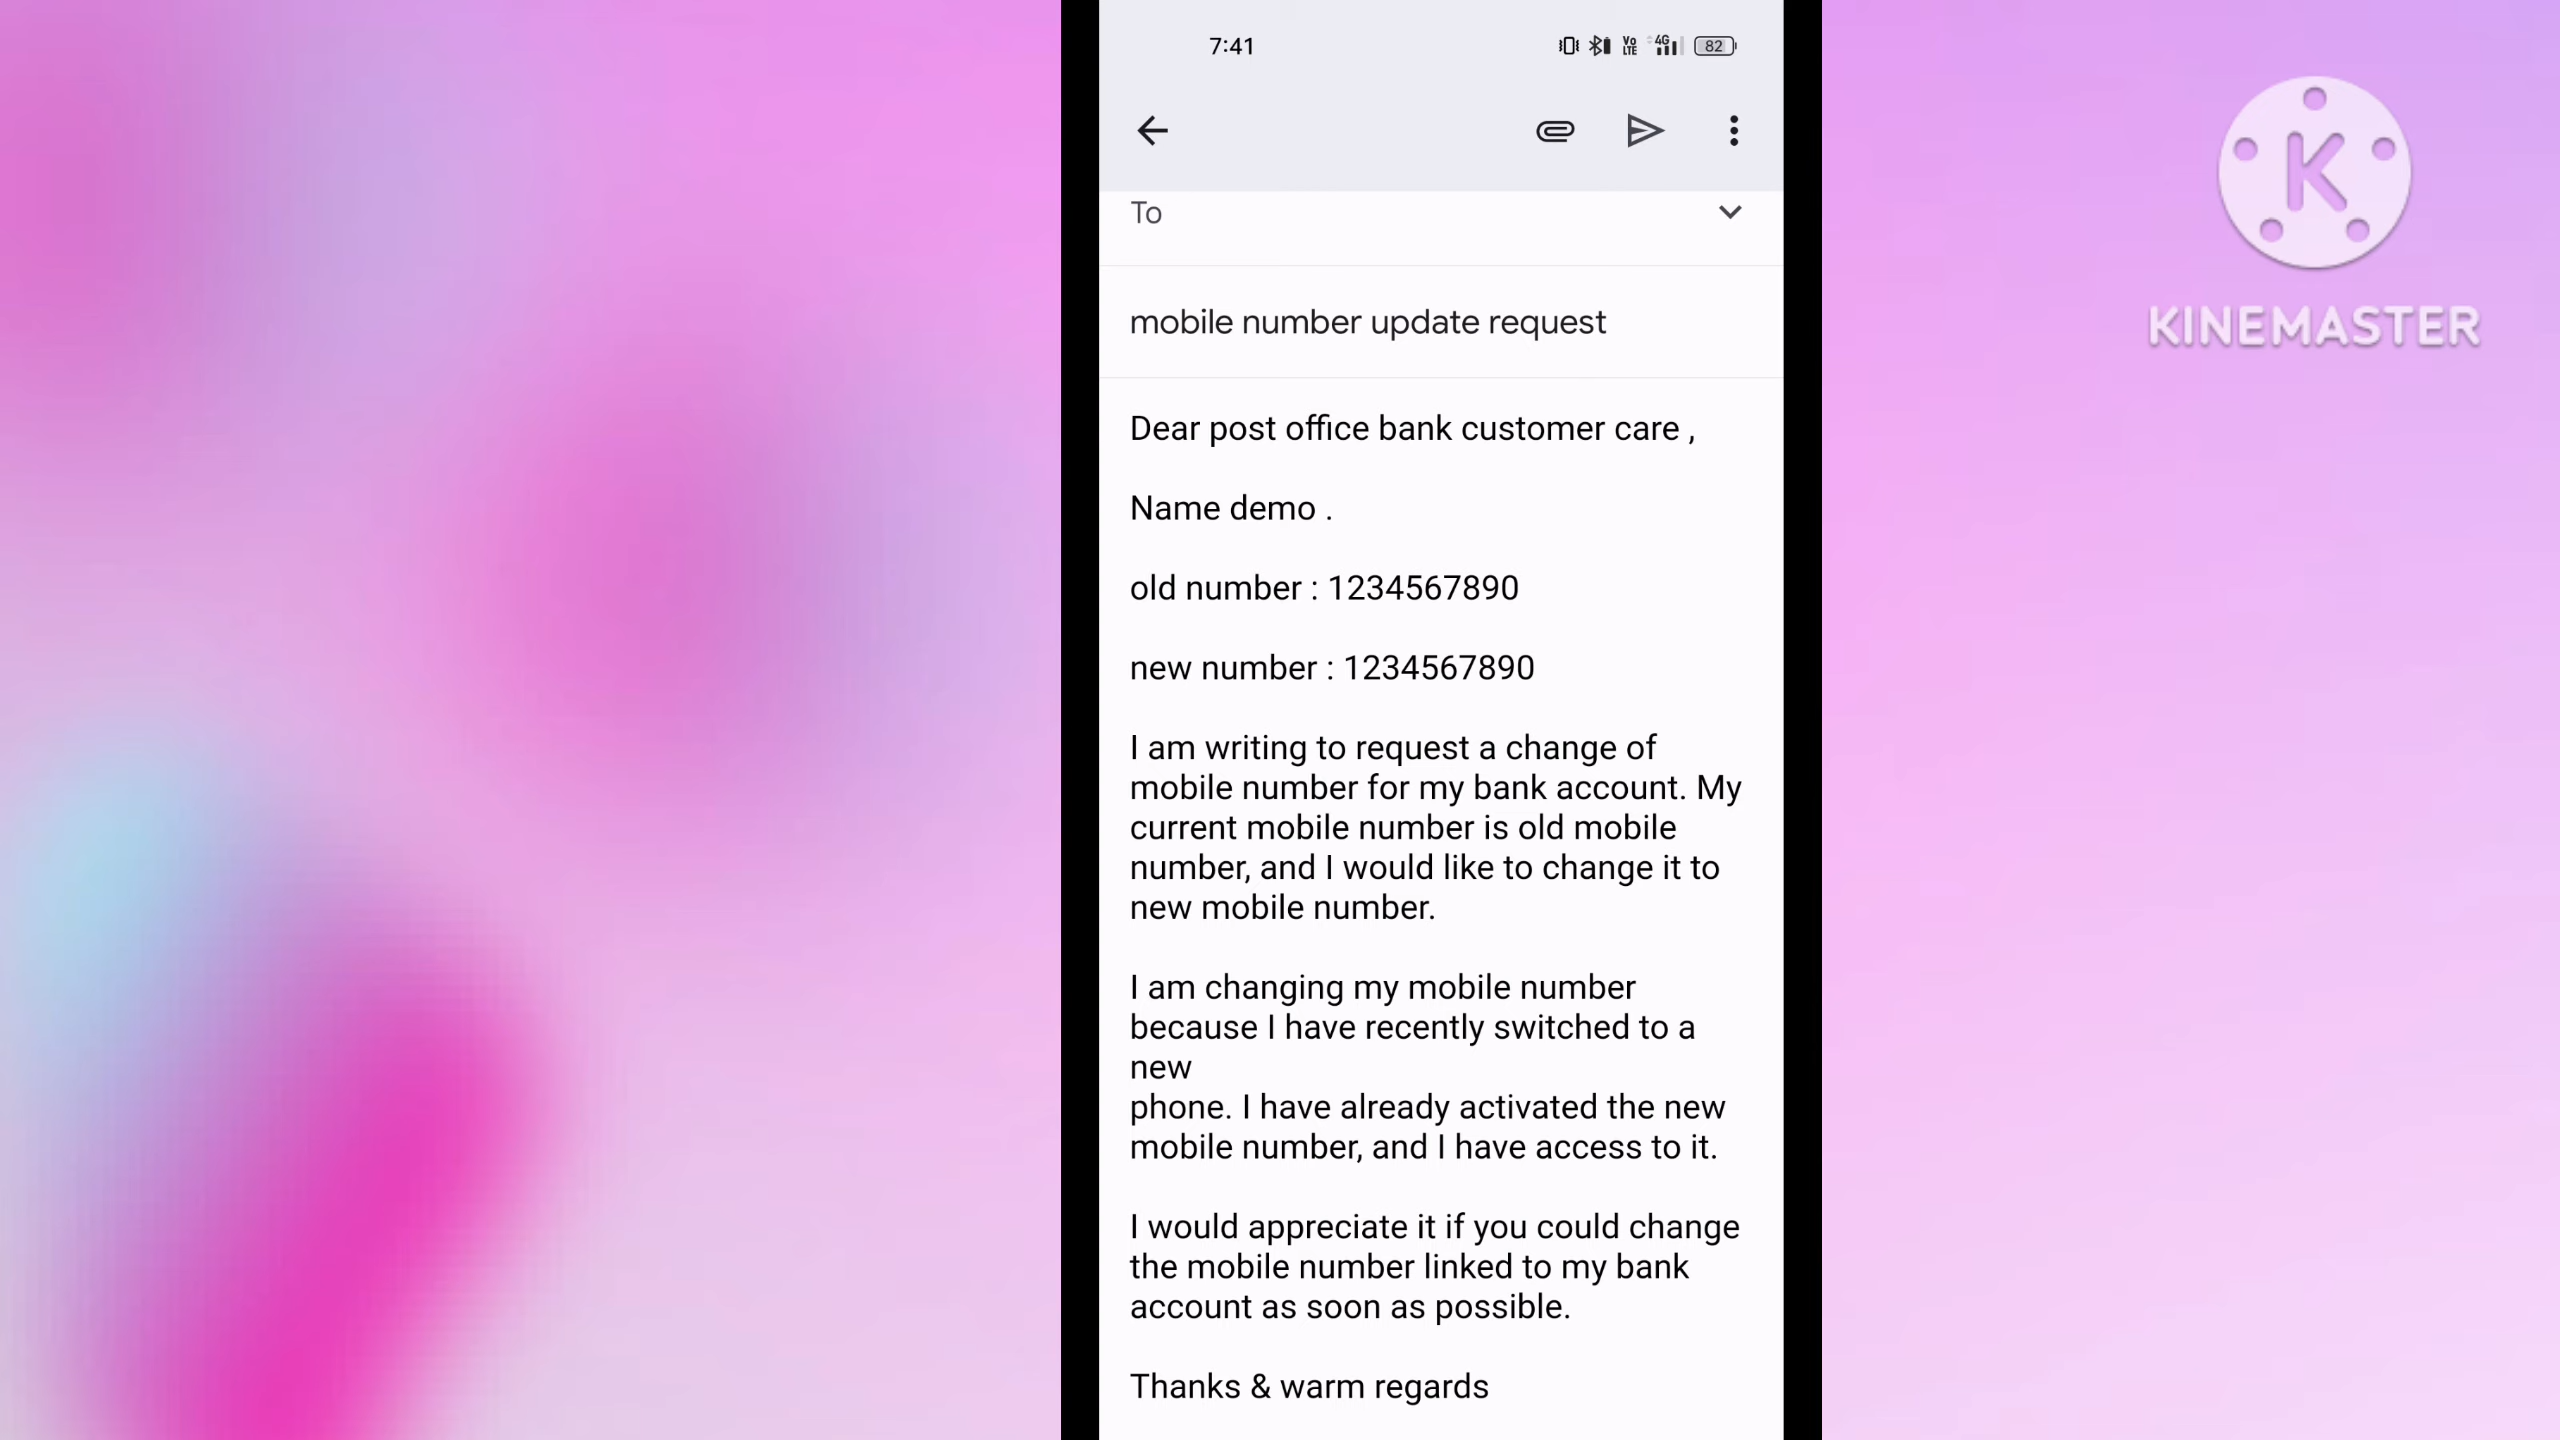 7:41
Vo LTE 4G 82
To
mobile number update request
Dear post office bank customer care ,
Name demo .
old number : 1234567890
new number : 1234567890
I am writing to request a change of
mobile number for my bank account. My
current mobile number is old mobile
number, and I would like to change it to
new mobile number.
I am changing my mobile number
because I have recently switched to a
new
phone. I have already activated the new
mobile number, and I have access to it.
I would appreciate it if you could change
the mobile number linked to my bank
account as soon as possible.
Thanks & warm regards
K
KINEMASTER